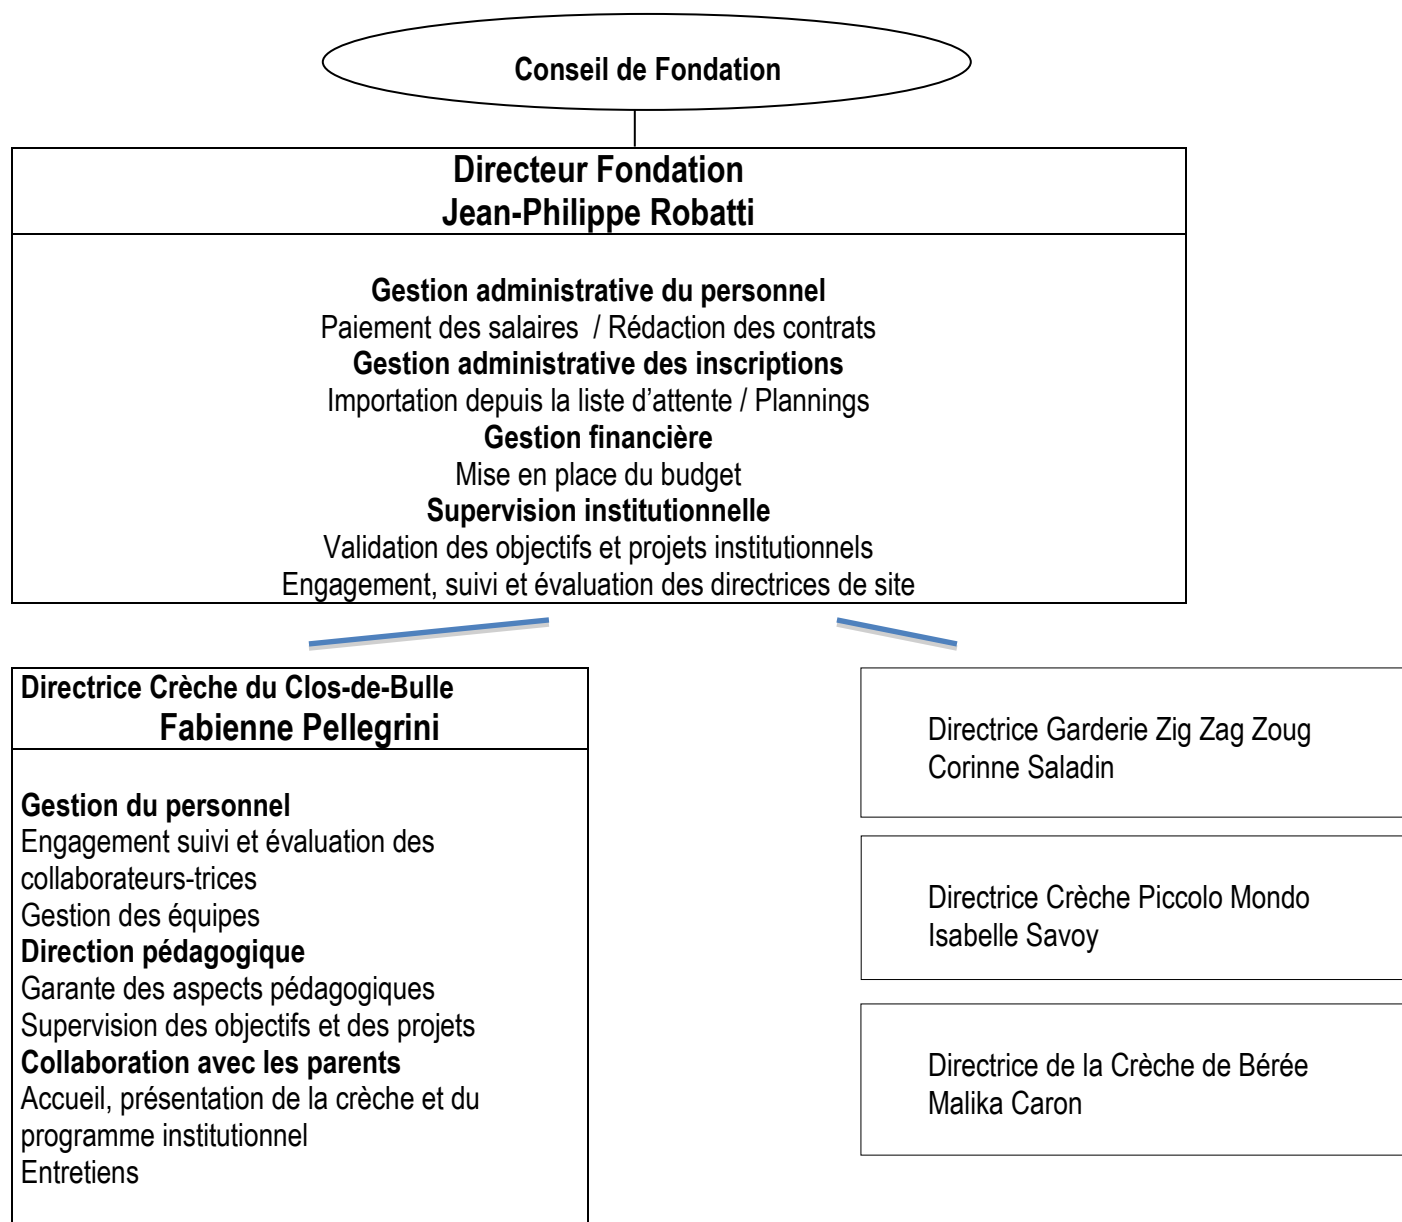 Conseil de Fondation
Directeur Fondation
Jean-Philippe Robatti
Gestion administrative du personnel
Paiement des salaires / Rédaction des contrats
Gestion administrative des inscriptions
Importation depuis la liste d’attente / Plannings
Gestion financière
Mise en place du budget
Supervision institutionnelle
Validation des objectifs et projets institutionnels
Engagement, suivi et évaluation des directrices de site
Directrice Crèche du Clos-de-Bulle
Fabienne Pellegrini
Gestion du personnel
Engagement suivi et évaluation des
collaborateurs-trices
Gestion des équipes
Direction pédagogique
Garante des aspects pédagogiques
Supervision des objectifs et des projets
Collaboration avec les parents
Accueil, présentation de la crèche et du
programme institutionnel
Entretiens
Directrice Garderie Zig Zag Zoug
Corinne Saladin
Directrice Crèche Piccolo Mondo
Isabelle Savoy
Directrice de la Crèche de Bérée
Malika Caron